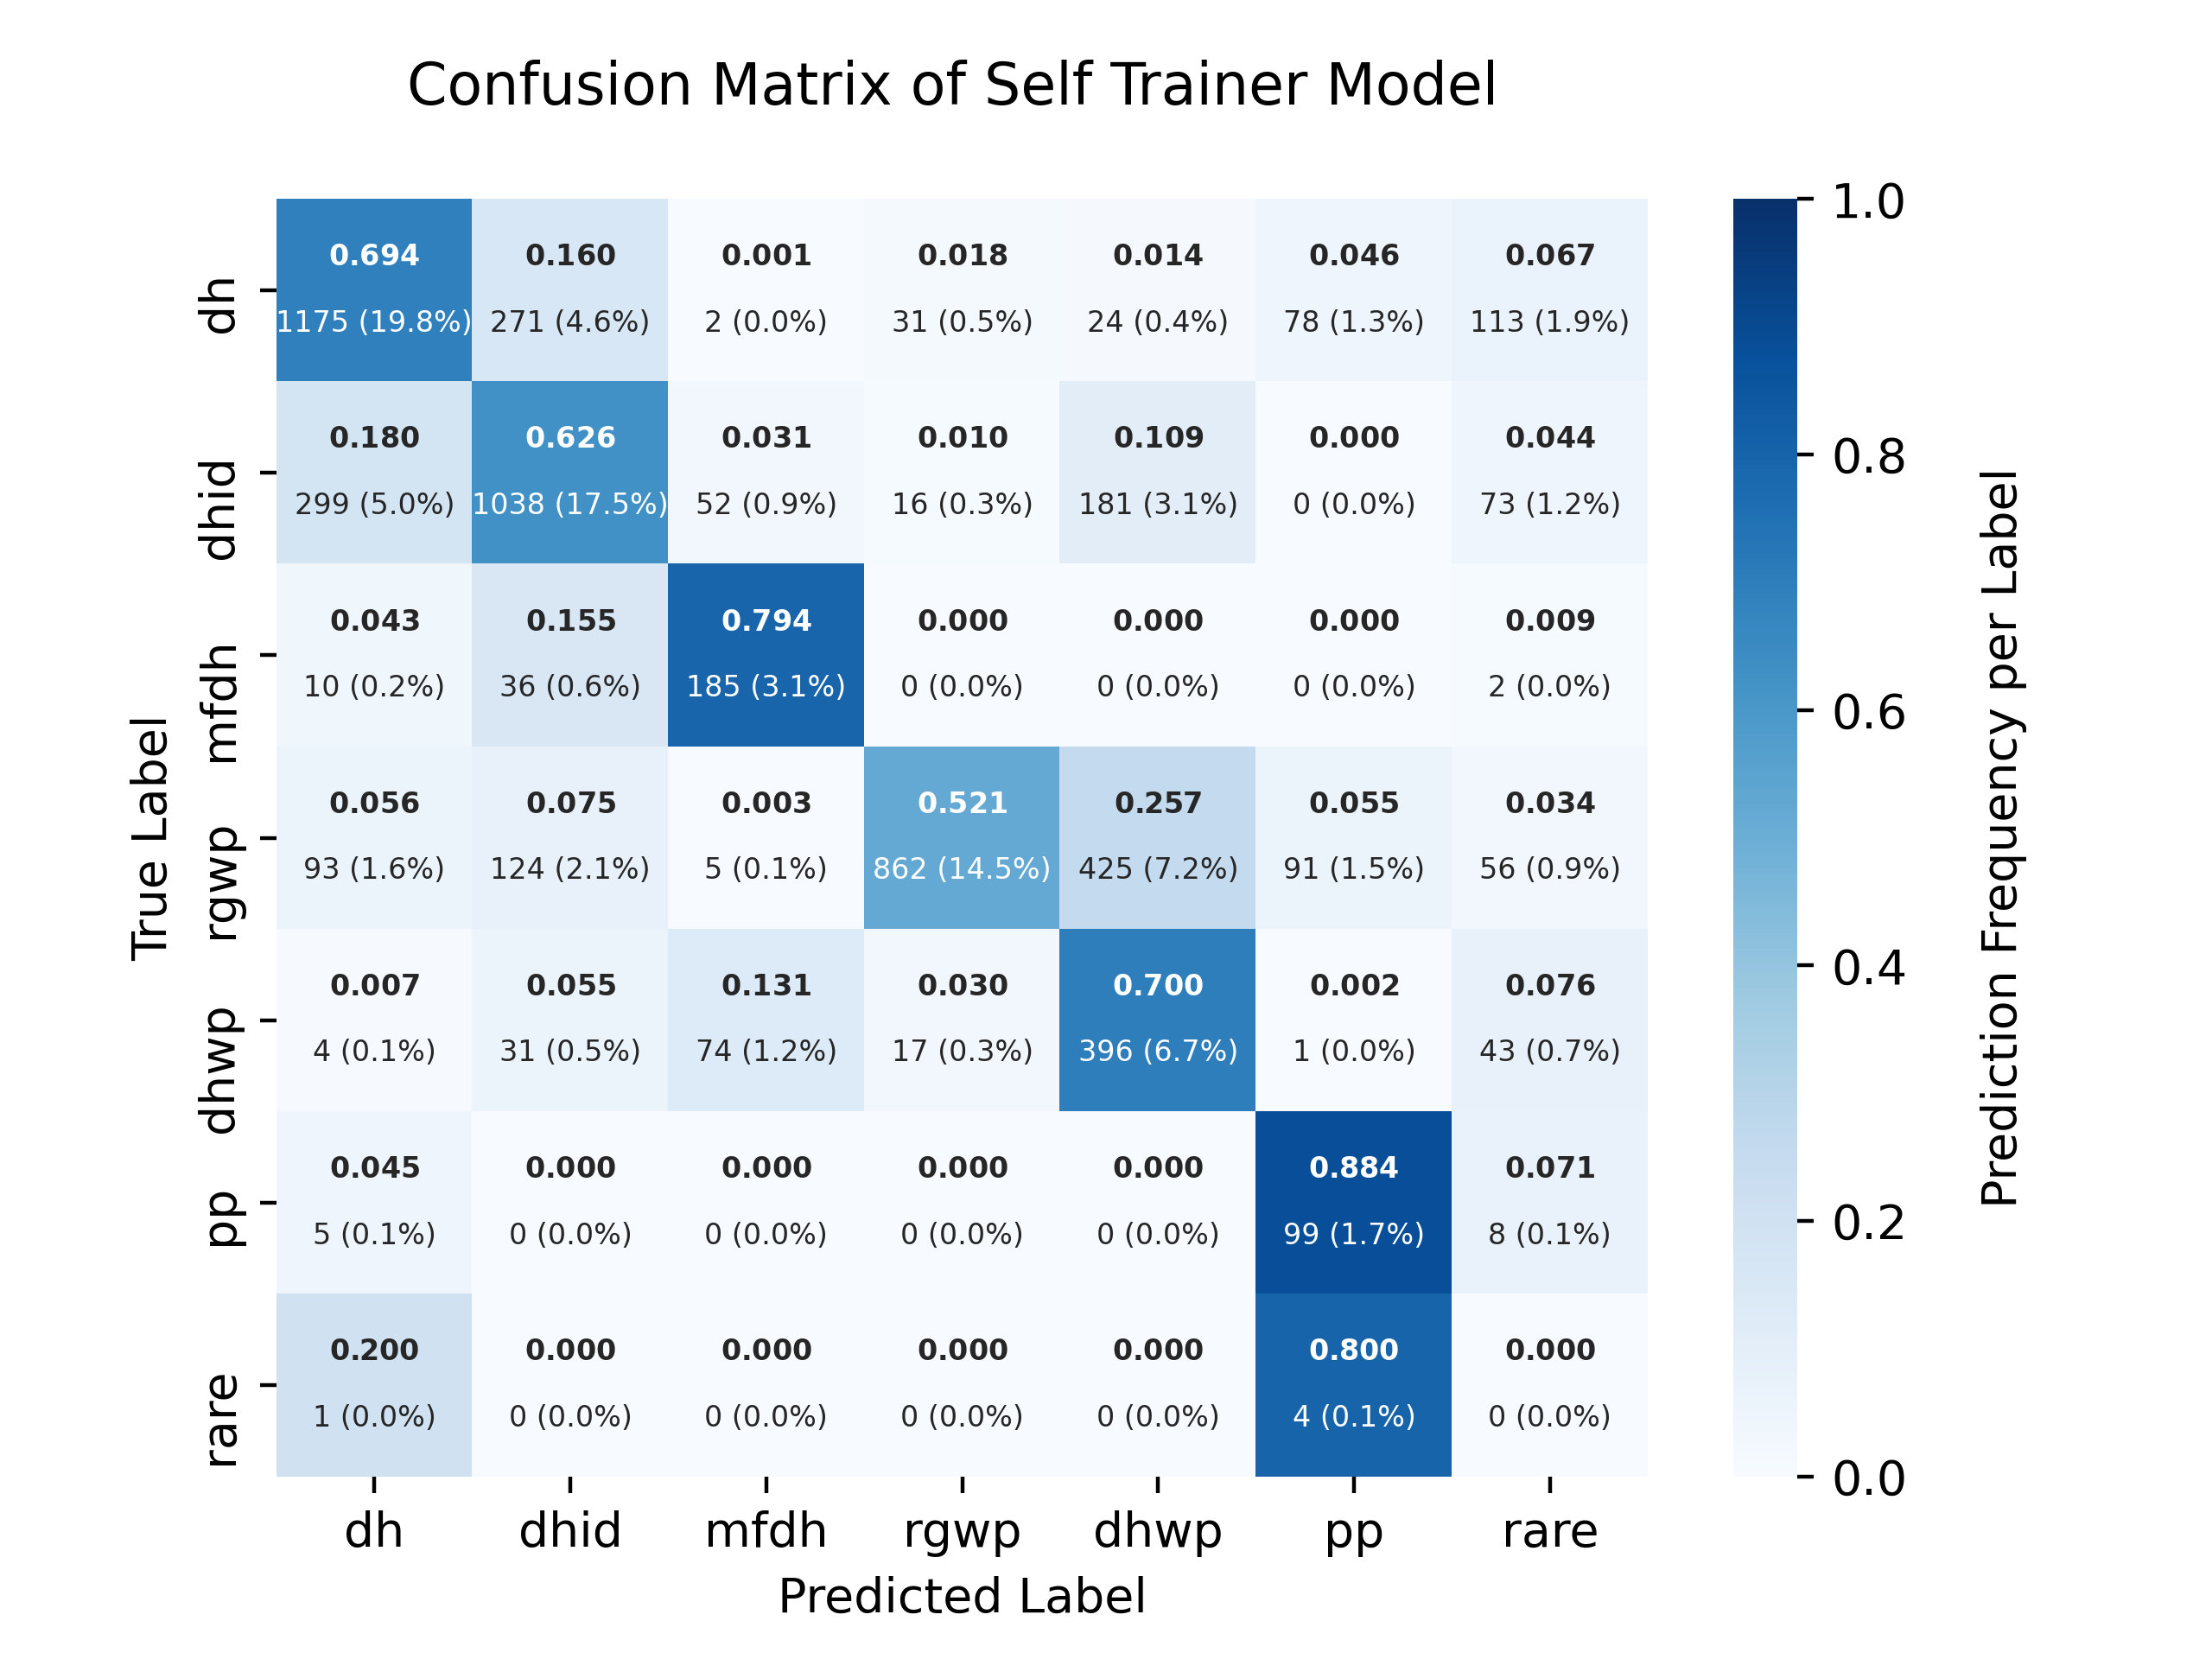 Confusion Matrix of Self Trainer Model
0.694 0.160 0.001 0.018 0.014 0.046 0.067
dh
1175 (19.8%) 271 (4.6%) 2 (0.0%) 31 (0.5%) 24 (0.4%) 78 (1.3%) 113 (1.9%)
0.180 0.626 0.031 0.010 0.109 0.000 0.044
dhid
299 (5.0%) 1038 (17.5%) 52 (0.9%) 16 (0.3%) 181 (3.1%) 0 (0.0%) 73 (1.2%)
0.043 0.155 0.794 0.000 0.000 0.000 0.009
mfdh
10 (0.2%) 36 (0.6%) 185 (3.1%) 0 (0.0%) 0 (0.0%) 0 (0.0%) 2 (0.0%)
True Label
0.056 0.075 0.003 0.521 0.257 0.055 0.034
rgwp
93 (1.6%) 124 (2.1%) 5 (0.1%) 862 (14.5%) 425 (7.2%) 91 (1.5%) 56 (0.9%)
0.007 0.055 0.131 0.030 0.700 0.002 0.076
dhwp
4 (0.1%) 31 (0.5%) 74 (1.2%) 17 (0.3%) 396 (6.7%) 1 (0.0%) 43 (0.7%)
0.045 0.000 0.000 0.000 0.000 0.884 0.071
pp
5 (0.1%) 0 (0.0%) 0 (0.0%) 0 (0.0%) 0 (0.0%) 99 (1.7%) 8 (0.1%)
0.200 0.000 0.000 0.000 0.000 0.800 0.000
rare
1 (0.0%) 0 (0.0%) 0 (0.0%) 0 (0.0%) 0 (0.0%) 4 (0.1%) 0 (0.0%)
dh dhid mfdh rgwp dhwp pp rare
Predicted Label
1.0
0.8
0.6
0.4
0.2
0.0
Prediction Frequency per Label